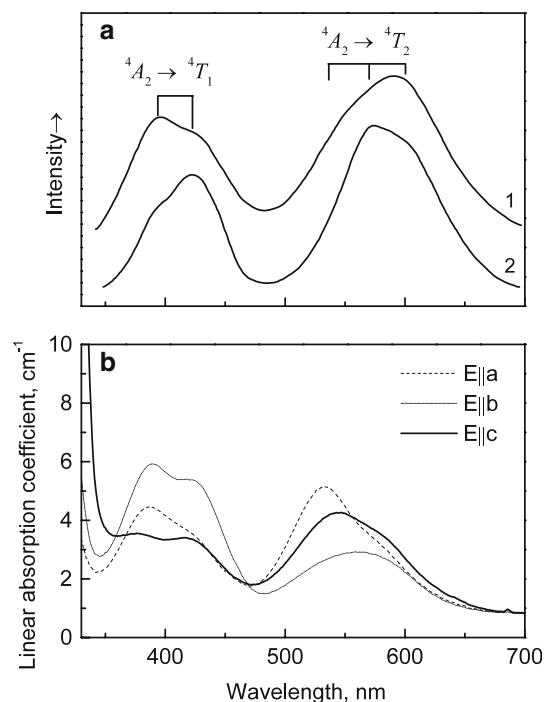 a
⁴A₂ → ⁴T₂
⁴A₂ → ⁴T₁
Intensity→
1
2
b
10
8
6
4
2
0
Linear absorption coefficient, cm⁻¹
E||a
E||b
E||c
400 500 600 700
Wavelength, nm